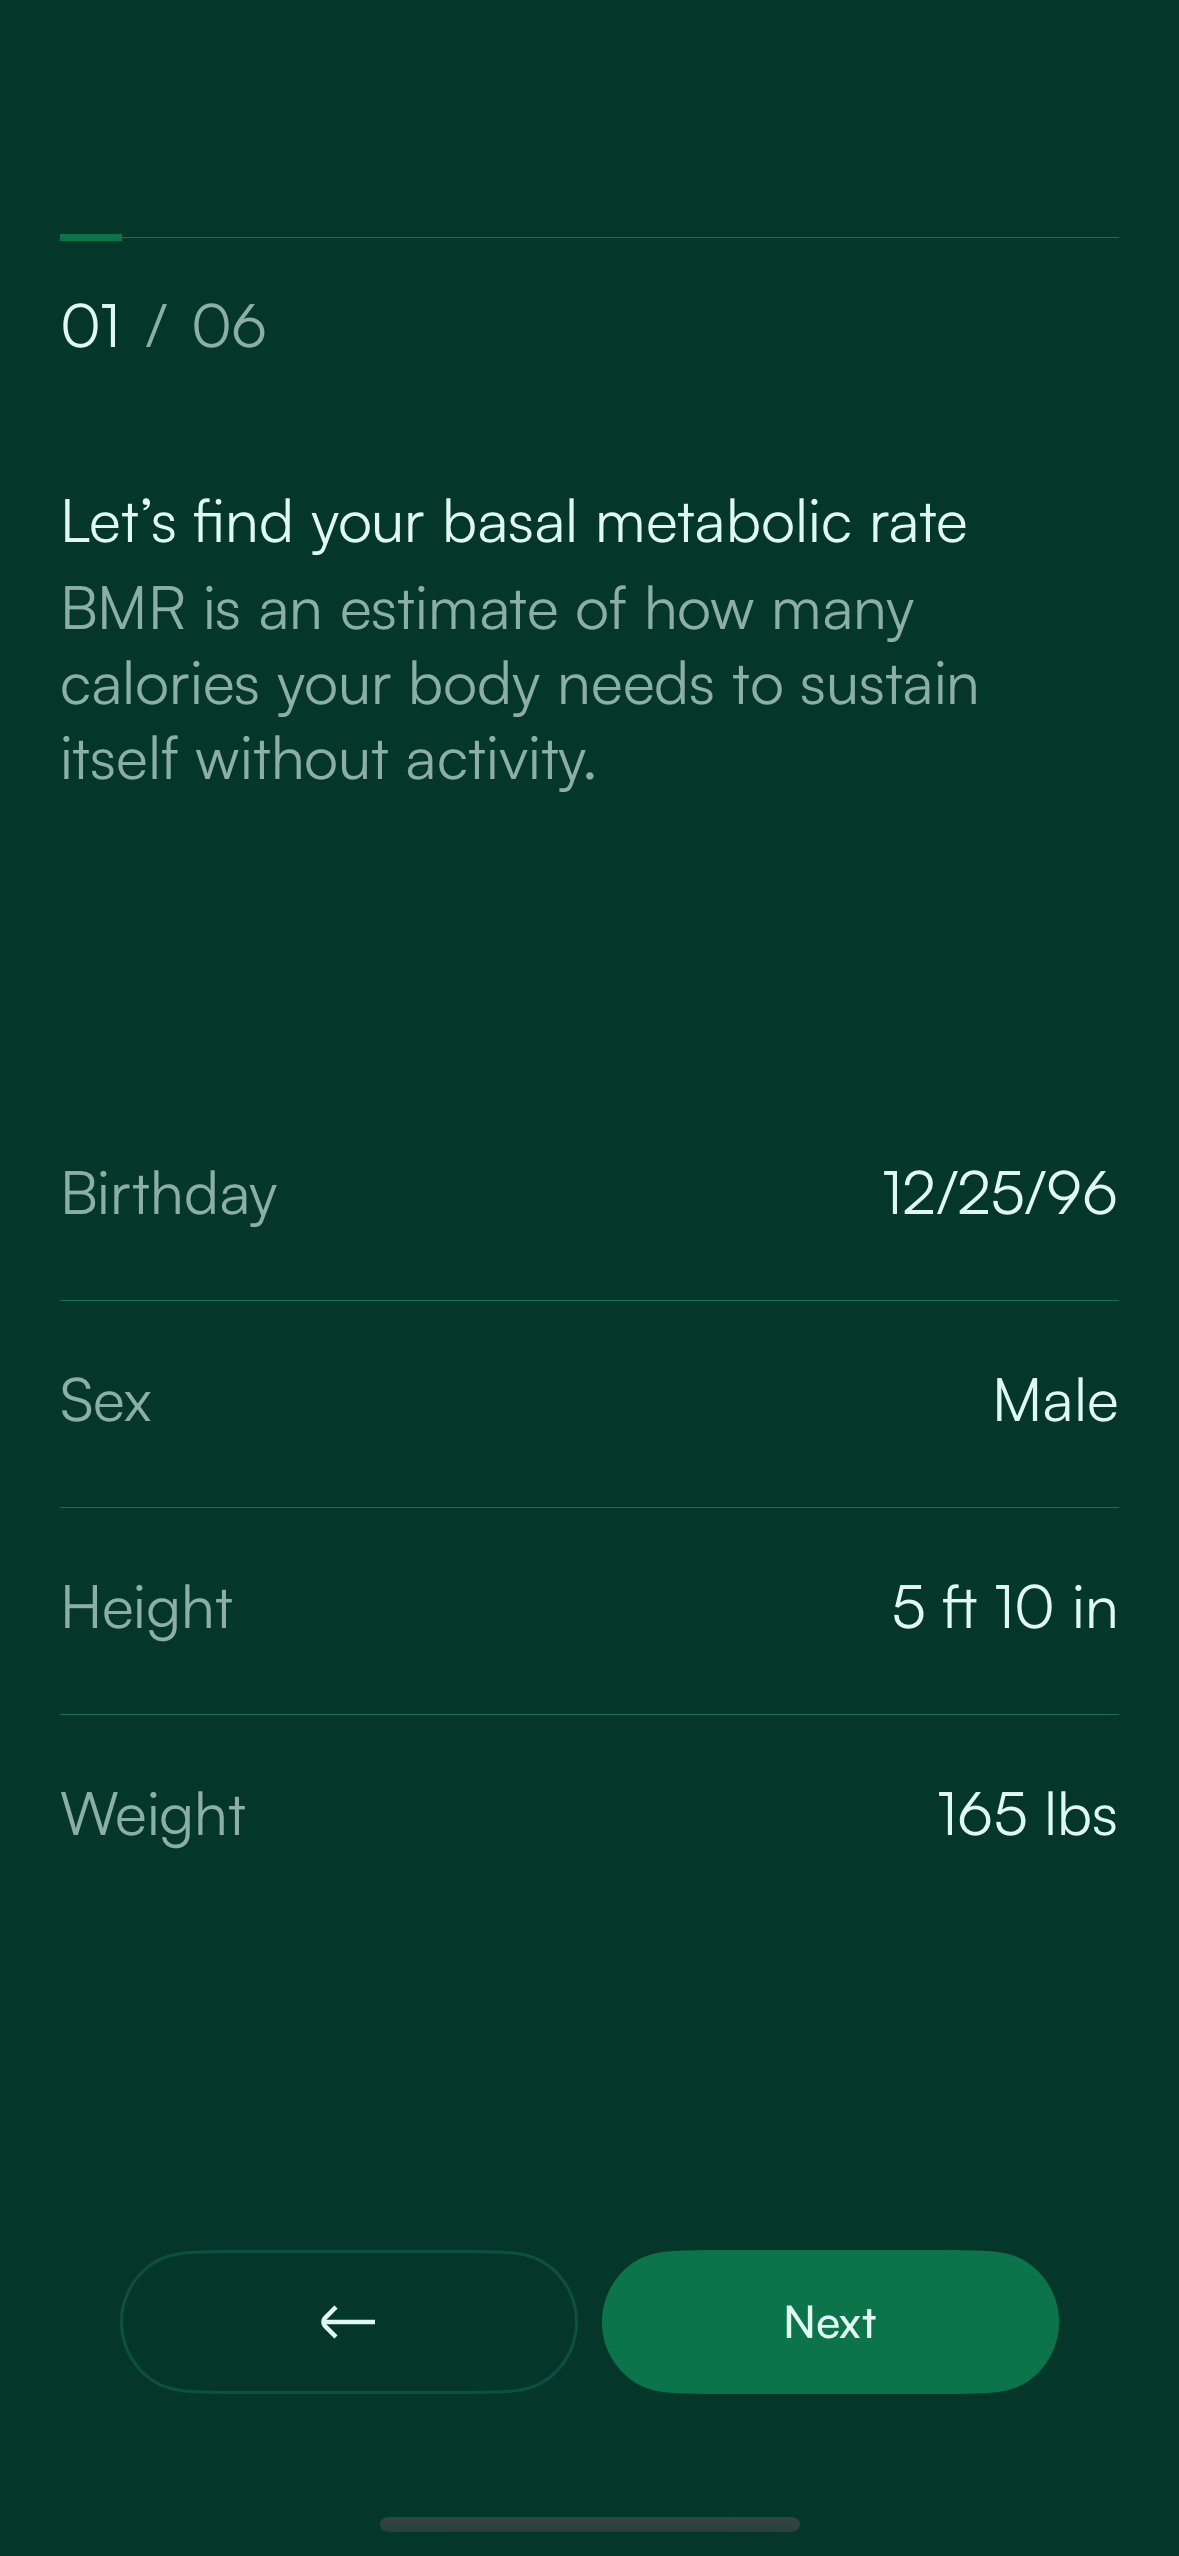 01 / 06
Let’s find your basal metabolic rate
BMR is an estimate of how many
calories your body needs to sustain
itself without activity.
Birthday 12/25/96
Sex Male
Height 5 ft 10 in
Weight 165 lbs
Next